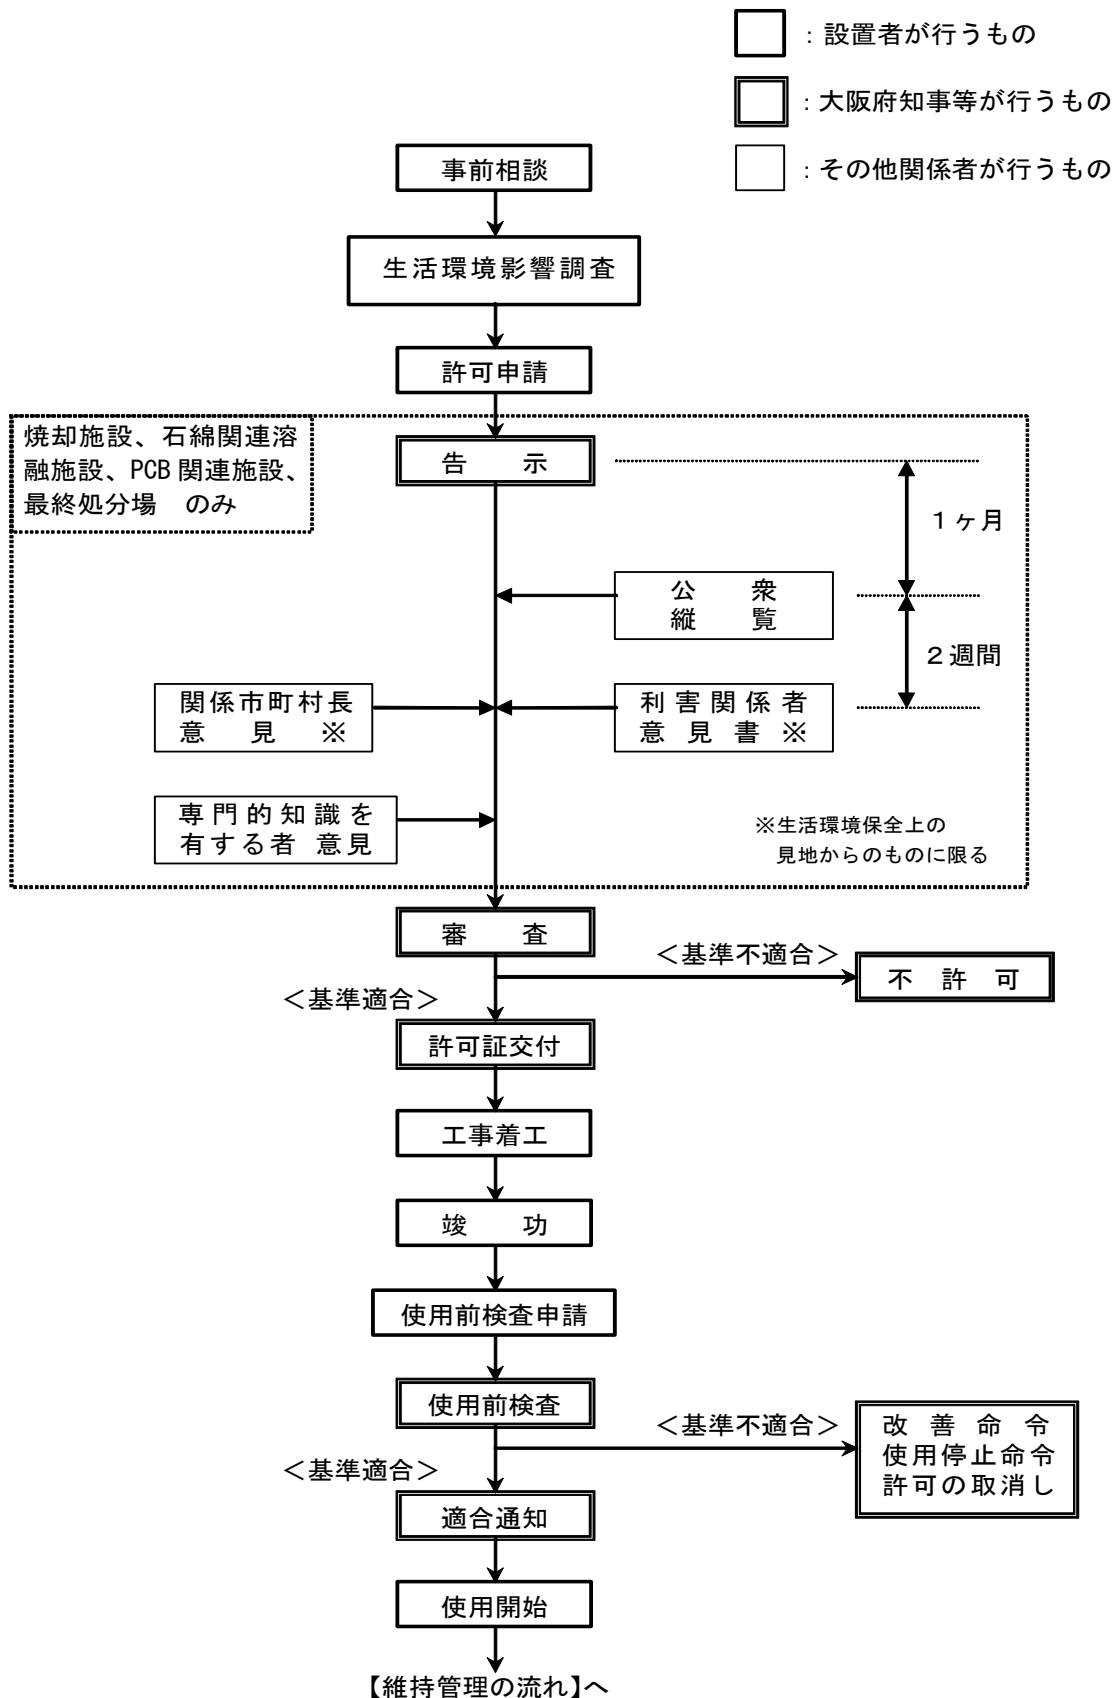 ：設置者が行うもの
：大阪府知事等が行うもの
：その他関係者が行うもの
事前相談
生活環境影響調査
許可申請
焼却施設、石綿関連溶
融施設、PCB関連施設、
最終処分場　のみ
告　示
１ヶ月
公　衆
縦　覧
２週間
関係市町村長
意　見　※
利害関係者
意見書※
専門的知識を
有する者 意見
※生活環境保全上の
見地からのものに限る
審　査
＜基準不適合＞
不　許　可
＜基準適合＞
許可証交付
工事着工
竣　功
使用前検査申請
使用前検査
＜基準不適合＞
改　善　命　令
使用停止命令
許可の取消し
＜基準適合＞
適合通知
使用開始
【維持管理の流れ】へ